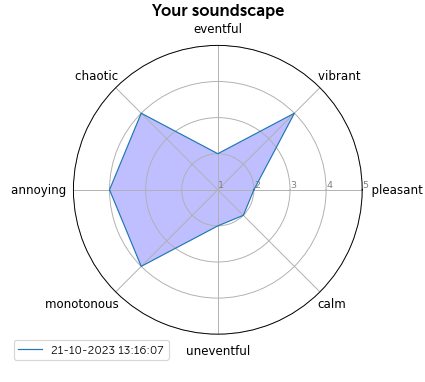 Your soundscape
eventful
chaotic
vibrant
annoying
1 2 3 4 5
pleasant
monotonous
calm
uneventful
21-10-2023 13:16:07